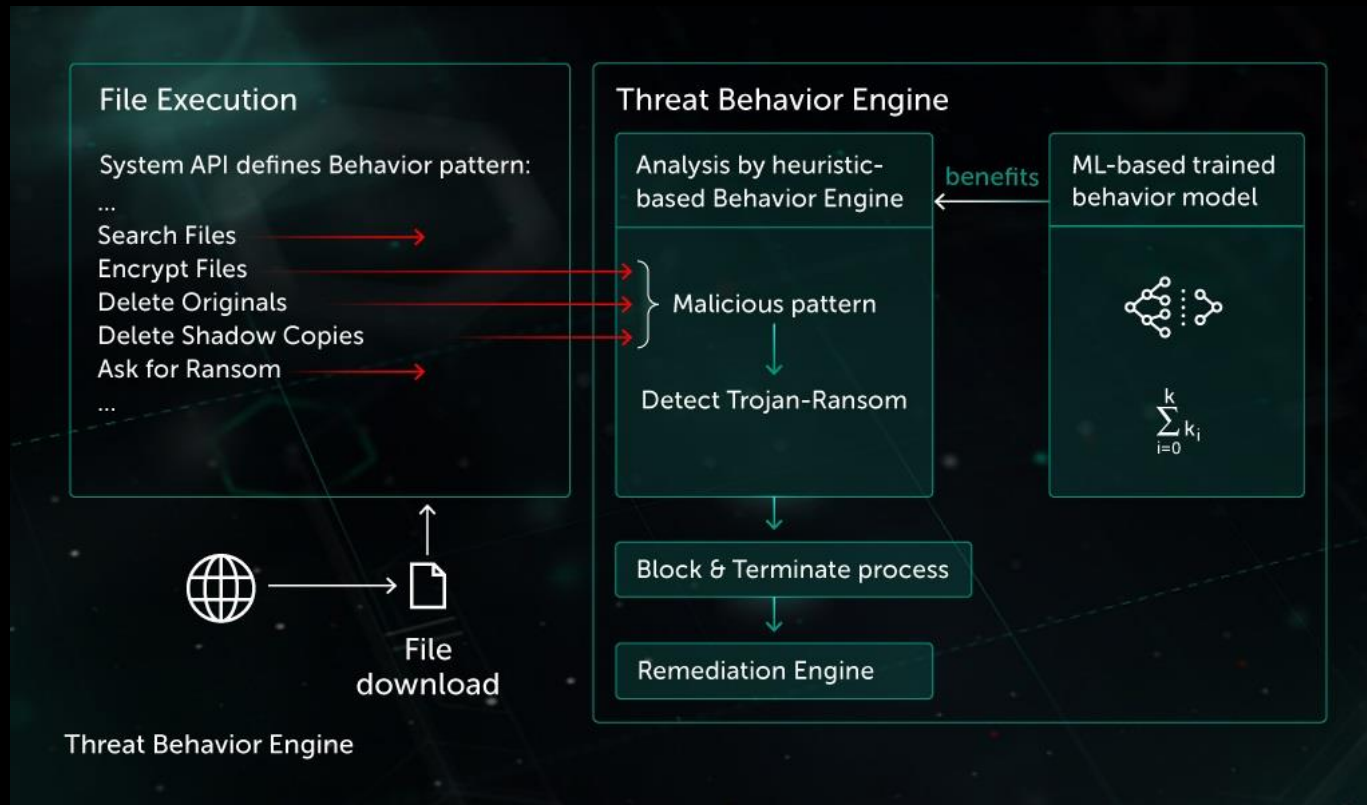 File Execution
System API defines Behavior pattern:
...
Search Files
Encrypt Files
Delete Originals
Delete Shadow Copies
Ask for Ransom
...
File
download
Threat Behavior Engine
Analysis by heuristic-
based Behavior Engine
benefits
ML-based trained
behavior model
Malicious pattern
Detect Trojan-Ransom
k
∑ kᵢ
i=0
Block & Terminate process
Remediation Engine
Threat Behavior Engine